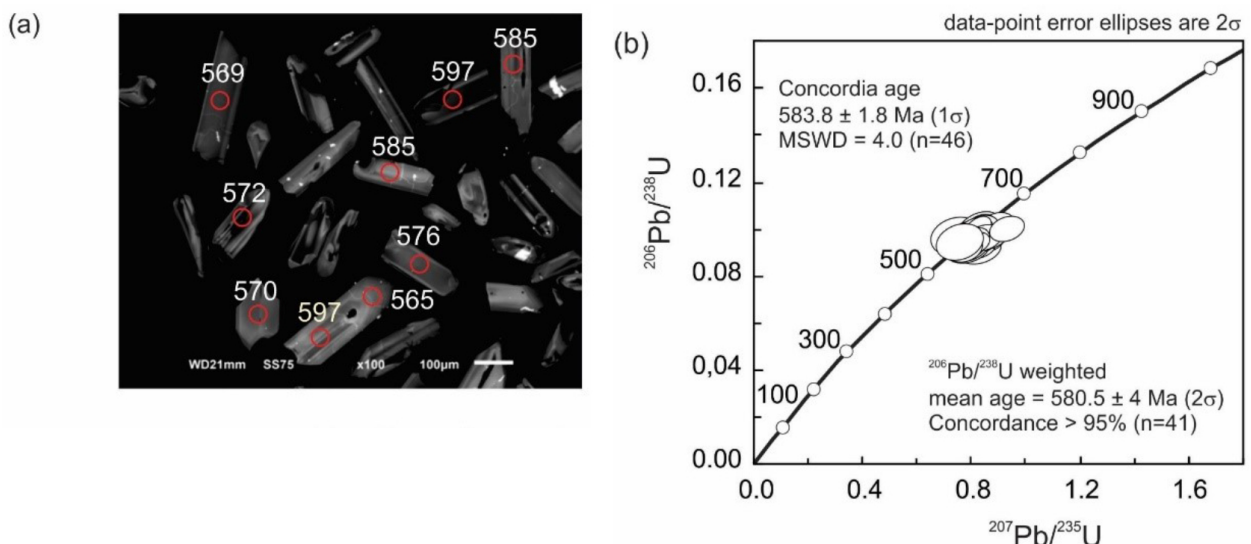 (a)
569
597
585
585
572
576
570
597
565
WD21mm SS75 x100 100µm
(b)
data-point error ellipses are 2σ
Concordia age
583.8 ± 1.8 Ma (1σ)
MSWD = 4.0 (n=46)
900
700
500
300
100
²⁰⁶Pb/²³⁸U weighted
mean age = 580.5 ± 4 Ma (2σ)
Concordance > 95% (n=41)
0.16
0.12
0.08
0,04
0.00
0.0 0.4 0.8 1.2 1.6
²⁰⁶Pb/²³⁸U
²⁰⁷Pb/²³⁵U